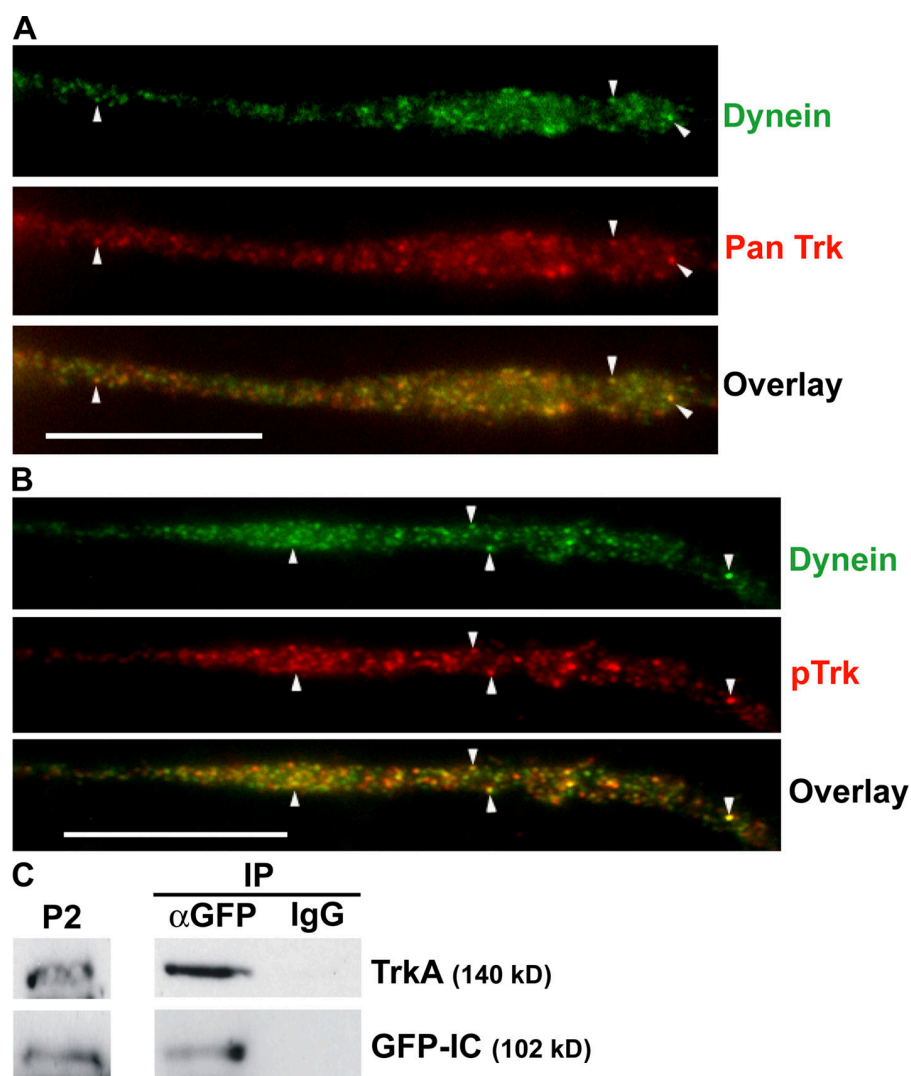 A
Dynein
Pan Trk
Overlay
B
Dynein
pTrk
Overlay
C
IP
P2
αGFP IgG
TrkA (140 kD)
GFP-IC (102 kD)